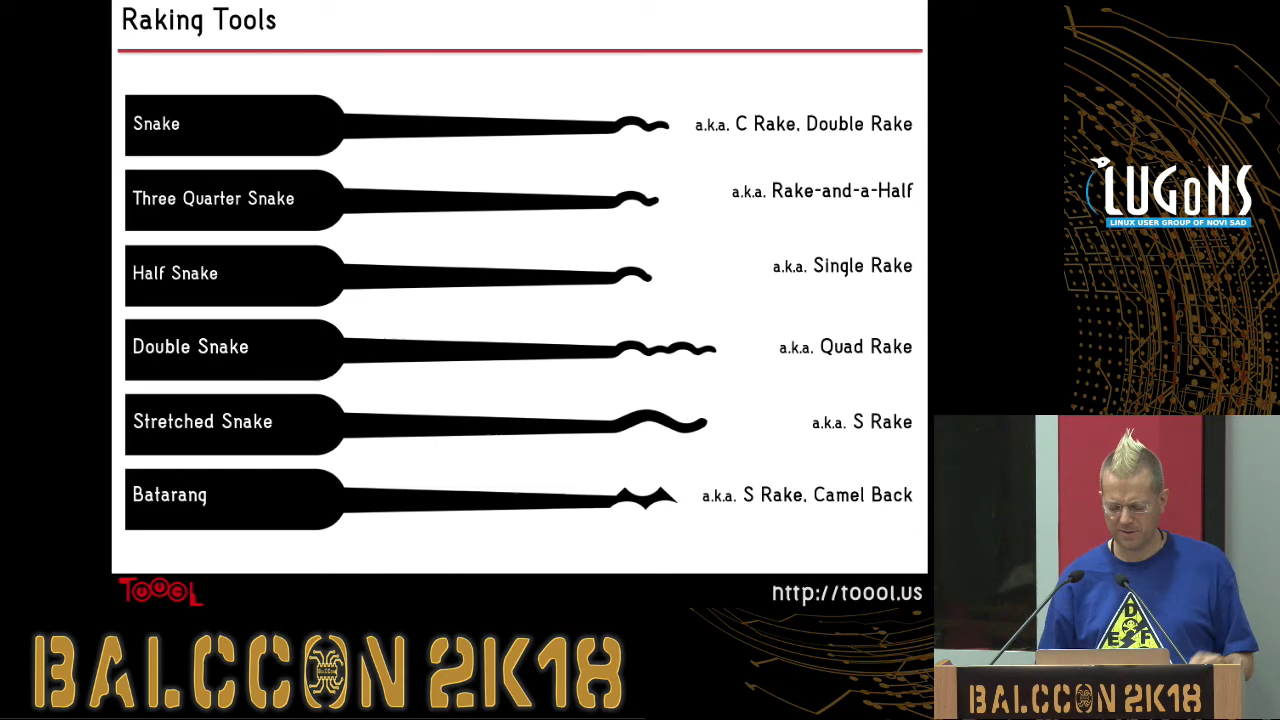 Raking Tools
Snake
a.k.a. C Rake, Double Rake
Three Quarter Snake
a.k.a. Rake-and-a-Half
Half Snake
a.k.a. Single Rake
Double Snake
a.k.a. Quad Rake
Stretched Snake
a.k.a. S Rake
Batarang
a.k.a. S Rake, Camel Back
TOOOL
http://toool.us
LUGoNS
LINUX USER GROUP OF NOVI SAD
BALCCON 2K18
D
E F
BALCCON 2K18